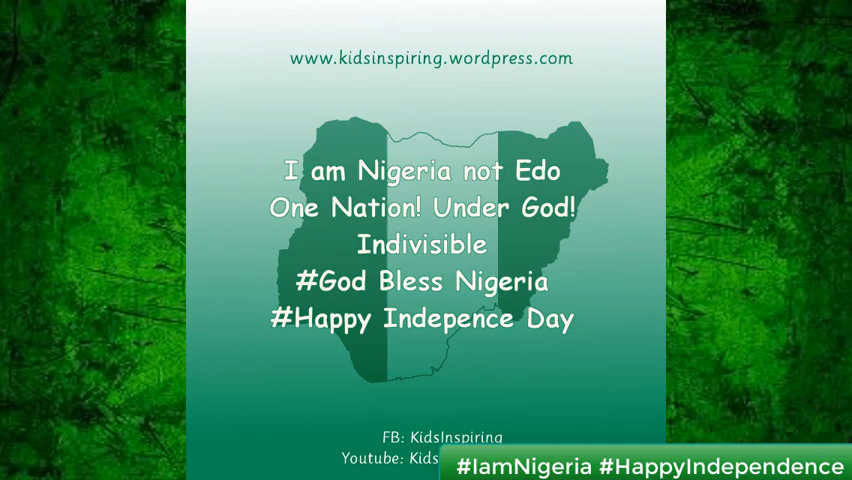 www.kidsinspiring.wordpress.com
I am Nigeria not Edo
One Nation! Under God!
Indivisible
#God Bless Nigeria
#Happy Indepence Day
FB: KidsInspiring
Youtube: Kids
#IamNigeria #HappyIndependence